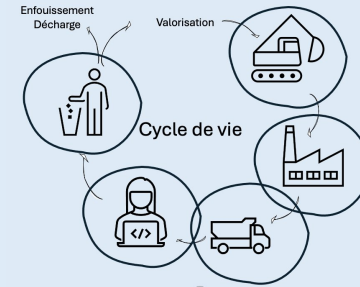 Enfouissement
Décharge
Valorisation
Cycle de vie
</>